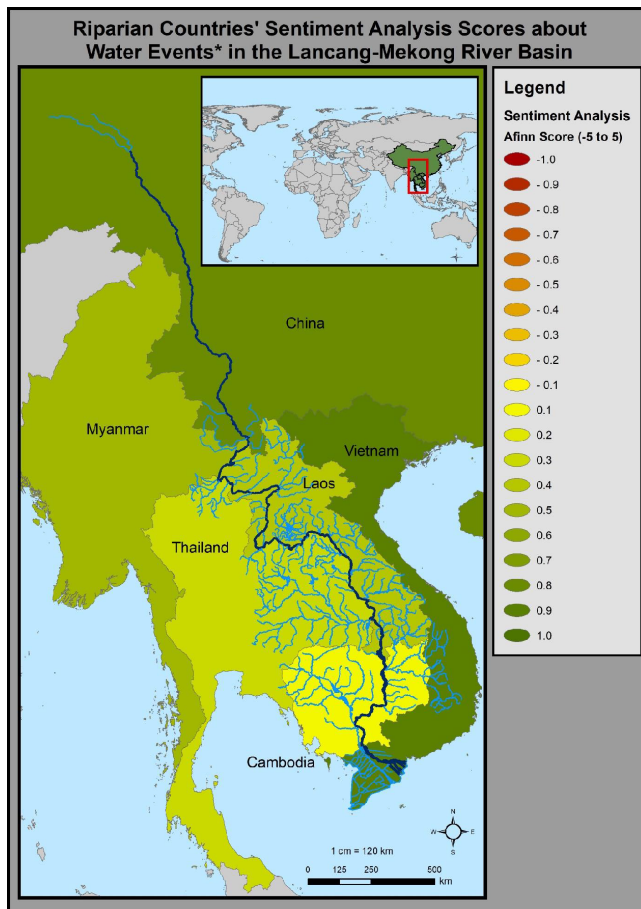 Riparian Countries' Sentiment Analysis Scores about
Water Events* in the Lancang-Mekong River Basin
China
Myanmar
Vietnam
Laos
Thailand
Cambodia
N
W E
S
1 cm = 120 km
0 125 250 500
km
Legend
Sentiment Analysis
Afinn Score (-5 to 5)
-1.0
- 0.9
- 0.8
- 0.7
- 0.6
- 0.5
- 0.4
- 0.3
- 0.2
- 0.1
0.1
0.2
0.3
0.4
0.5
0.6
0.7
0.8
0.9
1.0